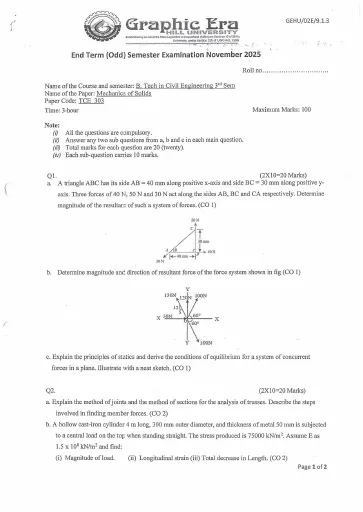 GEHU/02E/9.1.3
Graphic Era
HILL UNIVERSITY
End Term (Odd) Semester Examination November 2025
Roll no..............................
Name of the Course and semester: B. Tech in Civil Engineering 3rd Sem
Name of the Paper: Mechanics of Solids
Paper Code: TCE 303
Time: 3-hour Maximum Marks: 100
Note:
(i) All the questions are compulsory.
(ii) Answer any two sub questions from a, b and c in each main question.
(iii) Total marks for each question are 20 (twenty).
(iv) Each sub-question carries 10 marks.
Q1. (2X10=20 Marks)
a. A triangle ABC has its side AB = 40 mm along positive x-axis and side BC = 30 mm along positive y-
axis. Three forces of 40 N, 50 N and 30 N act along the sides AB, BC and CA respectively. Determine
magnitude of the resultant of such a system of forces. (CO 1)
b. Determine magnitude and direction of resultant force of the force system shown in fig (CO 1)
Y
150N 120N 100N
X X
60°
Y 100N
c. Explain the principles of statics and derive the conditions of equilibrium for a system of concurrent
forces in a plane. Illustrate with a neat sketch. (CO 1)
Q2. (2X10=20 Marks)
a. Explain the method of joints and the method of sections for the analysis of trusses. Describe the steps
involved in finding member forces. (CO 2)
b. A hollow cast-iron cylinder 4 m long, 300 mm outer diameter, and thickness of metal 50 mm is subjected
to a central load on the top when standing straight. The stress produced is 75000 kN/m². Assume E as
1.5 x 10⁸ kN/m² and find:
(i) Magnitude of load. (ii) Longitudinal strain (iii) Total decrease in Length. (CO 2)
Page 1 of 2